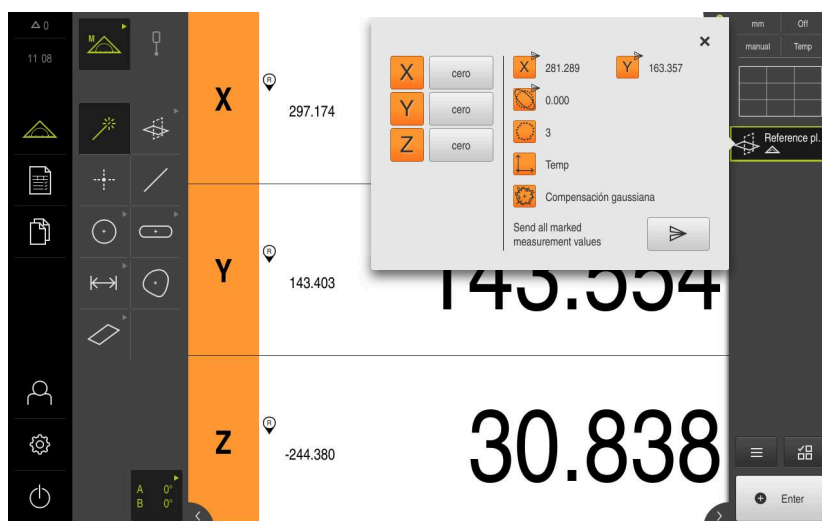 0
11 08
M
A 0°
B 0°
X
R
297.174
Y
R
143.403
143.554
Z
R
-244.380
30.838
X cero
Y cero
Z cero
X 281.289 Y 163.357
0.000
3
Temp
Compensación gaussiana
Send all marked
measurement values
mm Off
manual Temp
Reference pl.
Enter